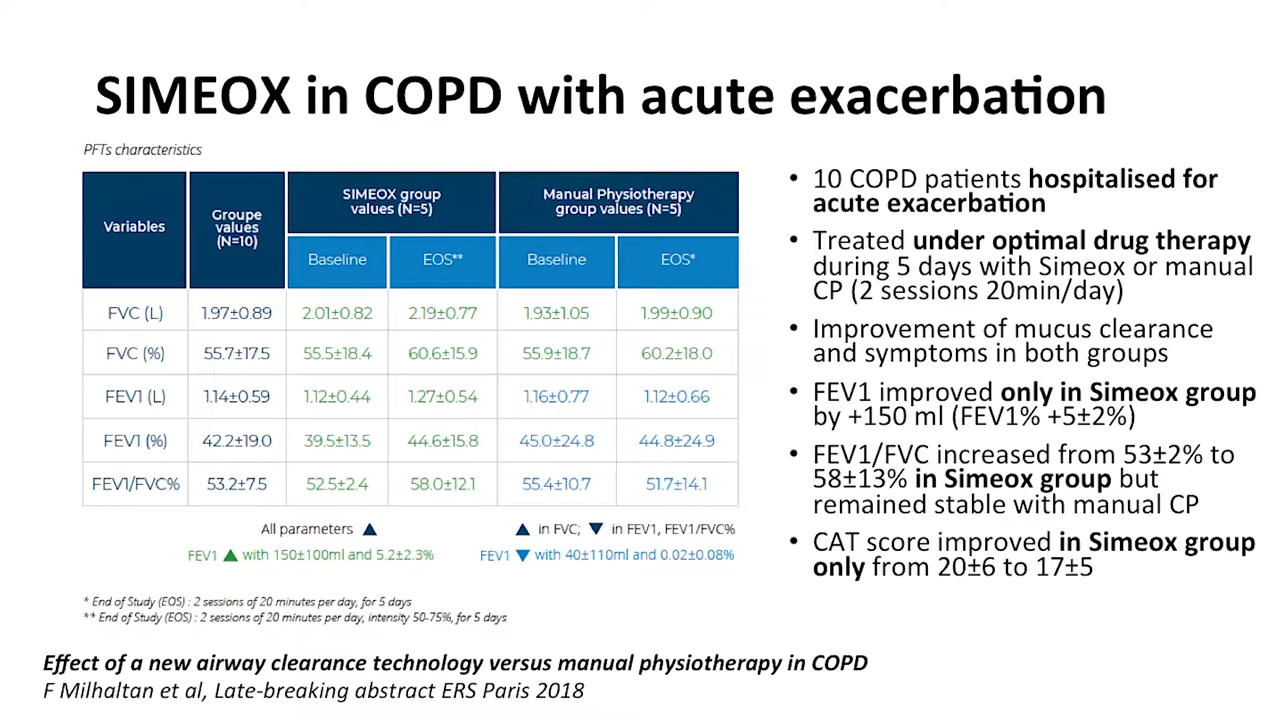 SIMEOX in COPD with acute exacerbation
PFTs characteristics
Variables
Groupe
values
(N=10)
SIMEOX group
values (N=5)
Manual Physiotherapy
group values (N=5)
Baseline
EOS**
Baseline
EOS*
FVC (L) 1.97±0.89 2.01±0.82 2.19±0.77 1.93±1.05 1.99±0.90
FVC (%) 55.7±17.5 55.5±18.4 60.6±15.9 55.9±18.7 60.2±18.0
FEV1 (L) 1.14±0.59 1.12±0.44 1.27±0.54 1.16±0.77 1.12±0.66
FEV1 (%) 42.2±19.0 39.5±13.5 44.6±15.8 45.0±24.8 44.8±24.9
FEV1/FVC% 53.2±7.5 52.5±2.4 58.0±12.1 55.4±10.7 51.7±14.1
All parameters ▲
▲ in FVC; ▼ in FEV1, FEV1/FVC%
FEV1 ▲ with 150±100ml and 5.2±2.3%
FEV1 ▼ with 40±110ml and 0.02±0.08%
* End of Study (EOS) : 2 sessions of 20 minutes per day, for 5 days
** End of Study (EOS) : 2 sessions of 20 minutes per day, intensity 50-75%, for 5 days
• 10 COPD patients hospitalised for
acute exacerbation
• Treated under optimal drug therapy
during 5 days with Simeox or manual
CP (2 sessions 20min/day)
• Improvement of mucus clearance
and symptoms in both groups
• FEV1 improved only in Simeox group
by +150 ml (FEV1% +5±2%)
• FEV1/FVC increased from 53±2% to
58±13% in Simeox group but
remained stable with manual CP
• CAT score improved in Simeox group
only from 20±6 to 17±5
Effect of a new airway clearance technology versus manual physiotherapy in COPD
F Milhaltan et al, Late-breaking abstract ERS Paris 2018